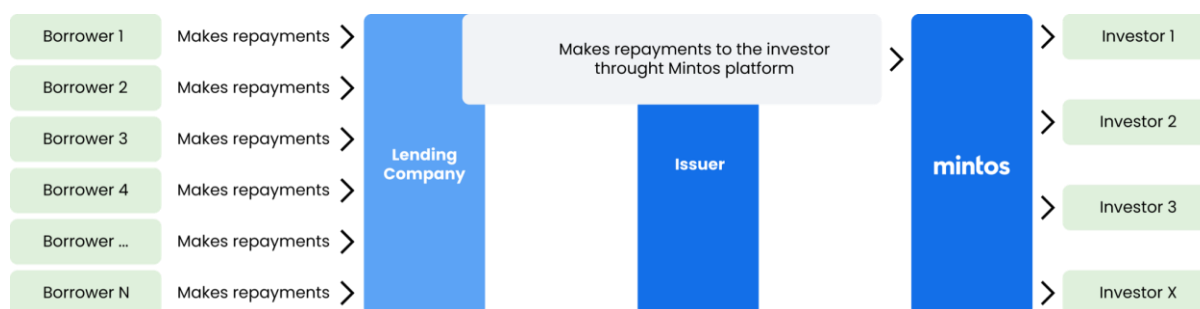 Borrower 1
Makes repayments
Makes repayments to the investor
throught Mintos platform
Investor 1
Borrower 2
Makes repayments
Borrower 3
Makes repayments
Investor 2
Lending
Company
Issuer
mintos
Borrower 4
Makes repayments
Investor 3
Borrower ...
Makes repayments
Borrower N
Makes repayments
Investor X